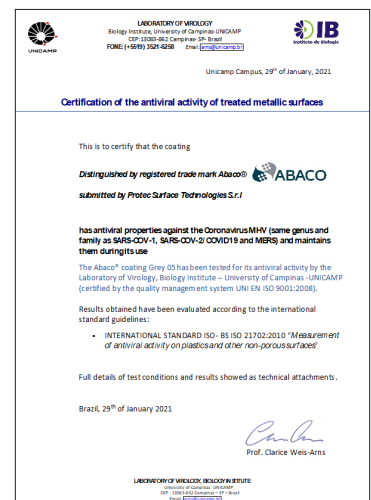 LABORATORY OF VIROLOGY
Biology Institute, University of Campinas-UNICAMP
CEP:13083-862 Campinas- SP- Brazil
FONE: (+5519) 3521-6258 Email: arns@unicamp.br
UNICAMP
IB
Instituto de Biologia
Unicamp Campus, 29th of January, 2021
Certification of the antiviral activity of treated metallic surfaces
This is to certify that the coating
Distinguished by registered trade mark Abaco® ABACO
submitted by Protec Surface Technologies S.r.l
has antiviral properties against the Coronavirus MHV (same genus and
family as SARS-COV-1, SARS-COV-2/ COVID19 and MERS) and maintains
them during its use
The Abaco® coating Grey 05 has been tested for its antiviral activity by the
Laboratory of Virology, Biology Institute – University of Campinas -UNICAMP
(certified by the quality management system UNI EN ISO 9001:2008).
Results obtained have been evaluated according to the international
standard guidelines:
• INTERNATIONAL STANDARD ISO- BS ISO 21702:2010 "Measurement
of antiviral activity on plastics and other non-porous surfaces"
Full details of test conditions and results showed as technical attachments.
Brazil, 29th of January 2021
Prof. Clarice Weis-Arns
LABORATORY OF VIROLOGY, BIOLOGY INSTITUTE
University of Campinas- UNICAMP
CEP : 13083-862 Campinas – SP – Brazil
Email: arns@unicamp.br